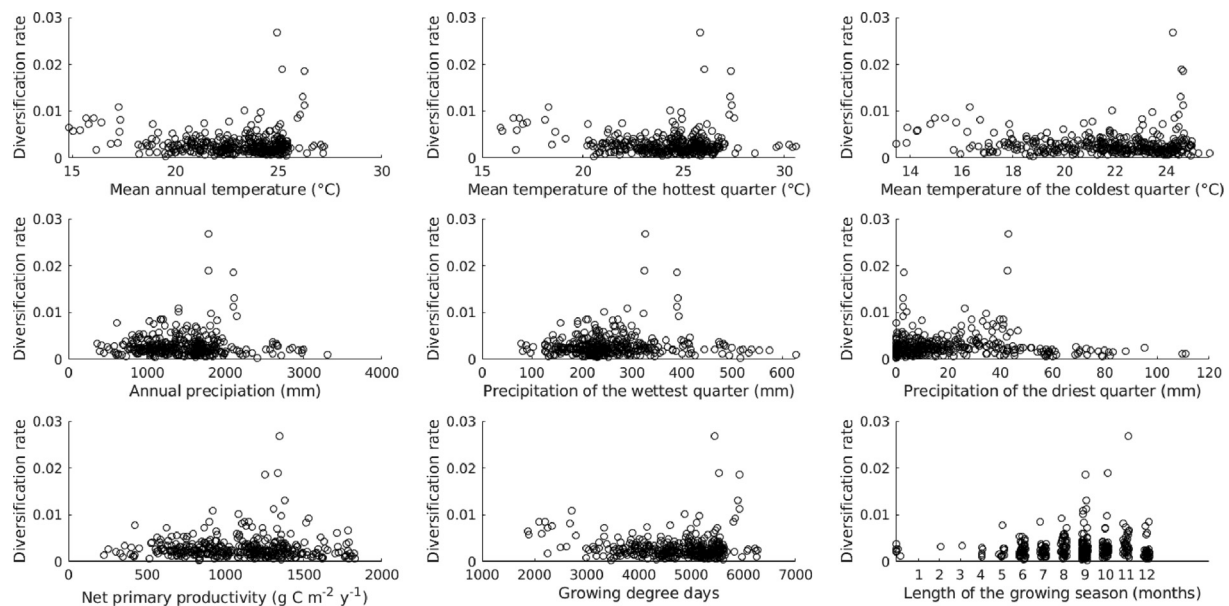 Diversification rate
0.03
0.02
0.01
0
15 20 25 30
Mean annual temperature (°C)
Diversification rate
0.03
0.02
0.01
0
15 20 25 30
Mean temperature of the hottest quarter (°C)
Diversification rate
0.03
0.02
0.01
0
14 16 18 20 22 24
Mean temperature of the coldest quarter (°C)
Diversification rate
0.03
0.02
0.01
0
0 1000 2000 3000 4000
Annual precipiation (mm)
Diversification rate
0.03
0.02
0.01
0
0 100 200 300 400 500 600
Precipitation of the wettest quarter (mm)
Diversification rate
0.03
0.02
0.01
0
0 20 40 60 80 100 120
Precipitation of the driest quarter (mm)
Diversification rate
0.03
0.02
0.01
0
0 500 1000 1500 2000
Net primary productivity (g C m⁻² y⁻¹)
Diversification rate
0.03
0.02
0.01
0
1000 2000 3000 4000 5000 6000 7000
Growing degree days
Diversification rate
0.03
0.02
0.01
0
1 2 3 4 5 6 7 8 9 10 11 12
Length of the growing season (months)